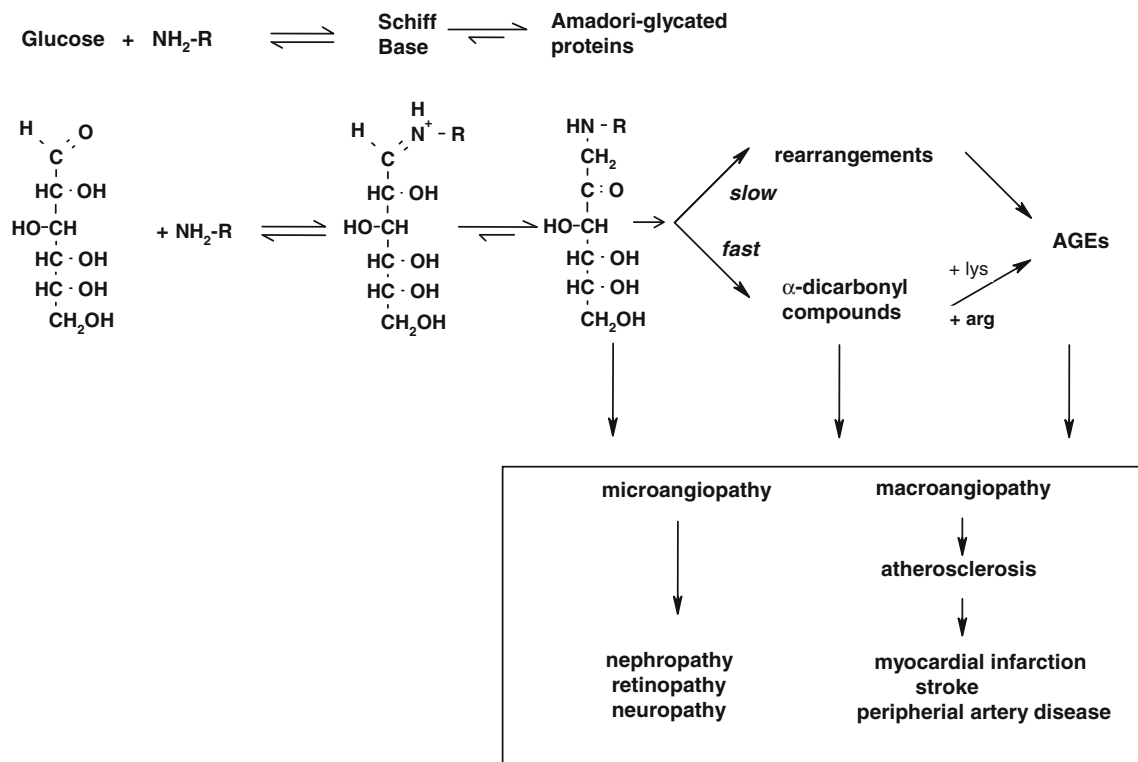 Glucose + NH2-R
Schiff
Base
Amadori-glycated
proteins
H
O
C
HC · OH
HO-CH
HC · OH
HC · OH
CH2OH
+ NH2-R
H
H
N+ - R
C
HC · OH
HO-CH
HC · OH
HC · OH
CH2OH
HN - R
CH2
C · O
HO-CH
HC · OH
HC · OH
CH2OH
slow
fast
rearrangements
α-dicarbonyl
compounds
+ lys
+ arg
AGEs
microangiopathy
nephropathy
retinopathy
neuropathy
macroangiopathy
atherosclerosis
myocardial infarction
stroke
peripherial artery disease